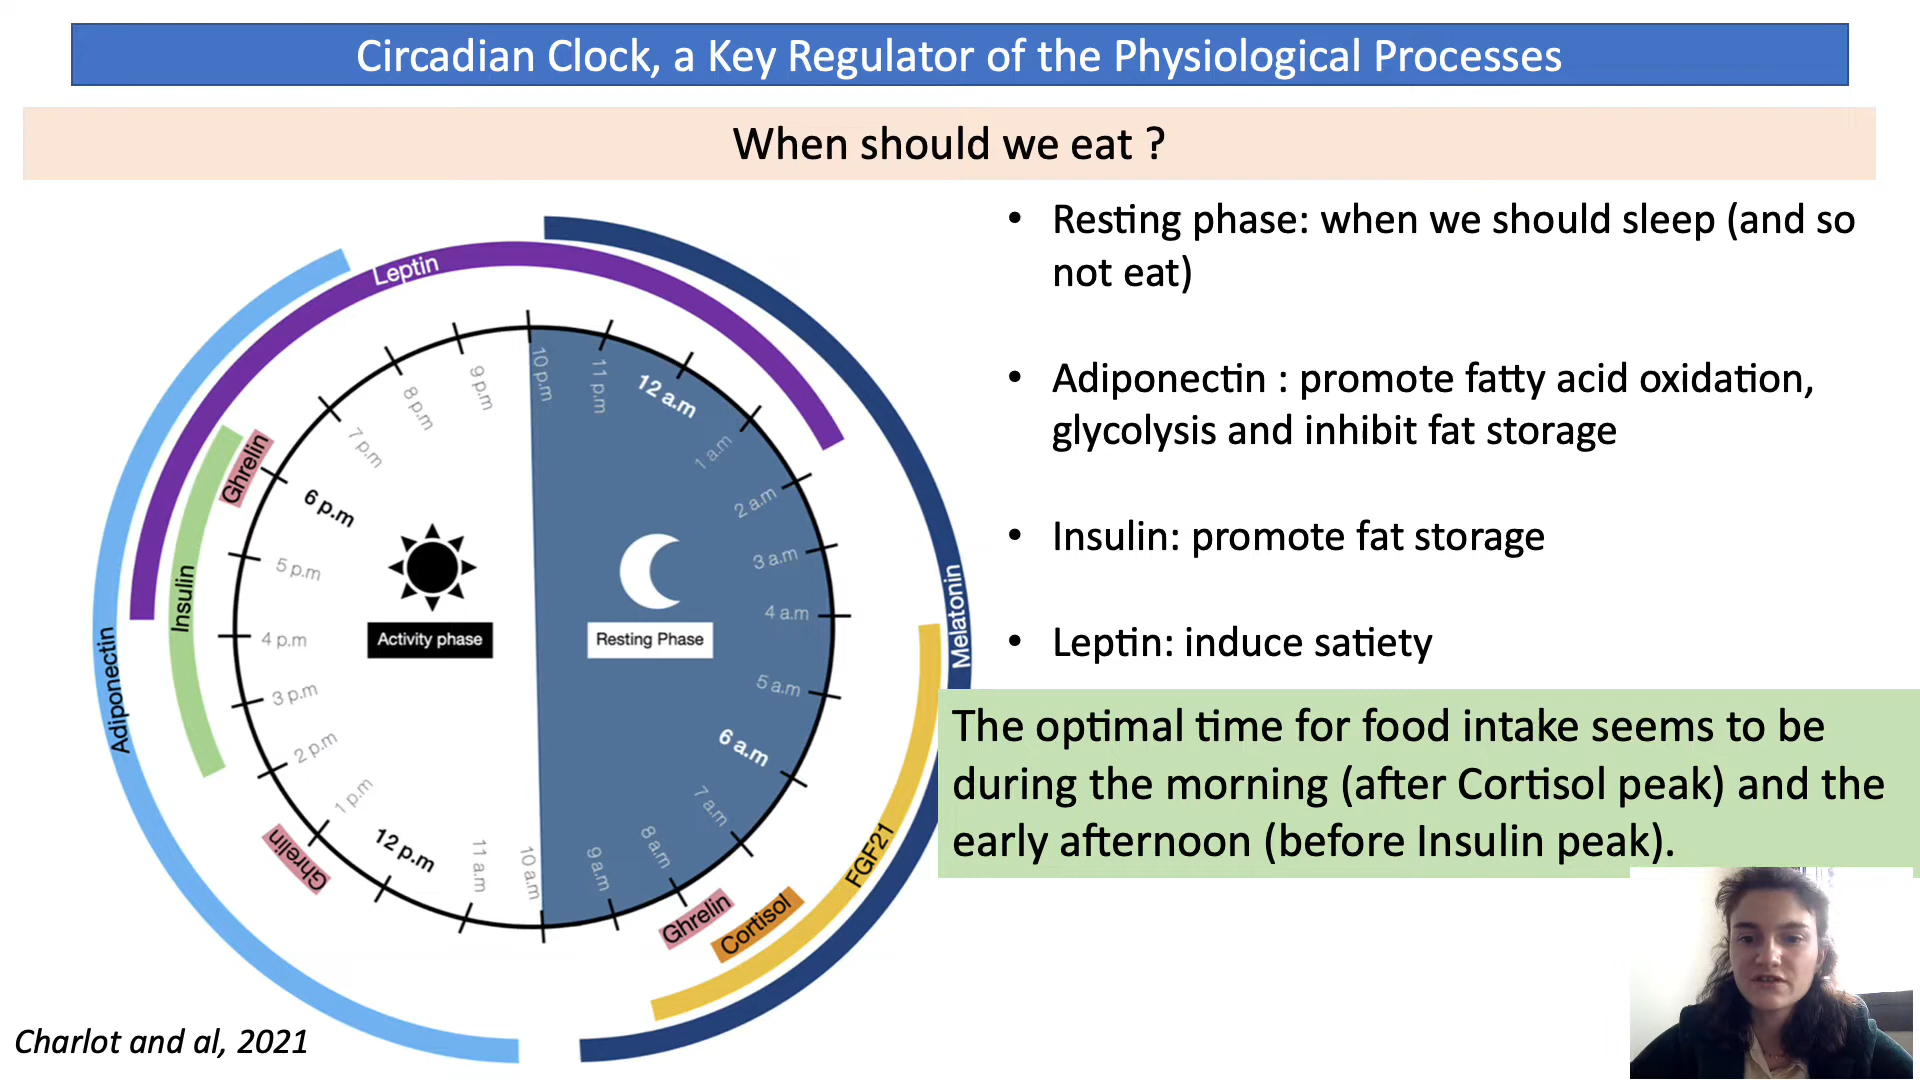 Circadian Clock, a Key Regulator of the Physiological Processes
When should we eat ?
• Resting phase: when we should sleep (and so
not eat)
• Adiponectin : promote fatty acid oxidation,
glycolysis and inhibit fat storage
• Insulin: promote fat storage
• Leptin: induce satiety
The optimal time for food intake seems to be
during the morning (after Cortisol peak) and the
early afternoon (before Insulin peak).
Leptin
Adiponectin
Insulin
Ghrelin
Melatonin
FGF21
Cortisol
Ghrelin
Ghrelin
10 p.m
11 p.m
12 a.m
1 a.m
2 a.m
3 a.m
4 a.m
5 a.m
6 a.m
7 a.m
8 a.m
9 a.m
10 a.m
11 a.m
12 p.m
1 p.m
2 p.m
3 p.m
4 p.m
5 p.m
6 p.m
7 p.m
8 p.m
9 p.m
Activity phase
Resting Phase
Charlot and al, 2021